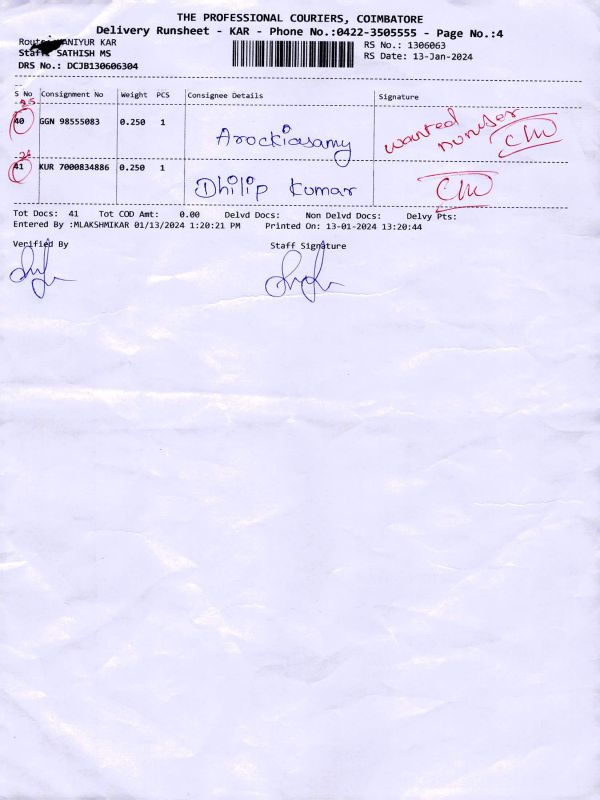 THE PROFESSIONAL COURIERS, COIMBATORE
Delivery Runsheet - KAR - Phone No.:0422-3505555 - Page No.:4
Route: VANIYUR KAR
RS No.: 1306063
Staff: SATHISH MS
RS Date: 13-Jan-2024
DRS No.: DCJB130606304
S No Consignment No Weight PCS Consignee Details Signature
25
40 GGN 98555083 0.250 1 Arockiasamy wanted
41 KUR 7000834886 0.250 1 Dhilip Kumar
Tot Docs: 41 Tot COD Amt: 0.00 Delvd Docs: Non Delvd Docs: Delvy Pts:
Entered By :MLAKSHMIKAR 01/13/2024 1:20:21 PM Printed On: 13-01-2024 13:20:44
Verified By Staff Signature